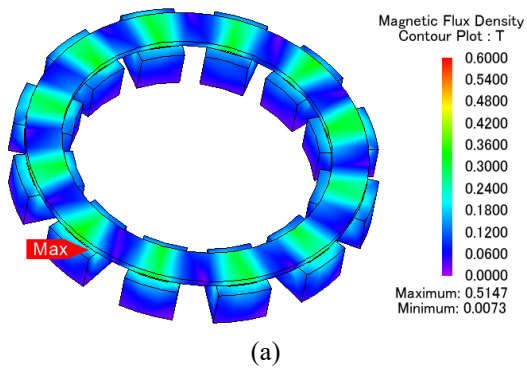 Magnetic Flux Density
Contour Plot : T
0.6000
0.5400
0.4800
0.4200
0.3600
0.3000
0.2400
0.1800
0.1200
0.0600
0.0000
Maximum: 0.5147
Minimum: 0.0073
Max
(a)